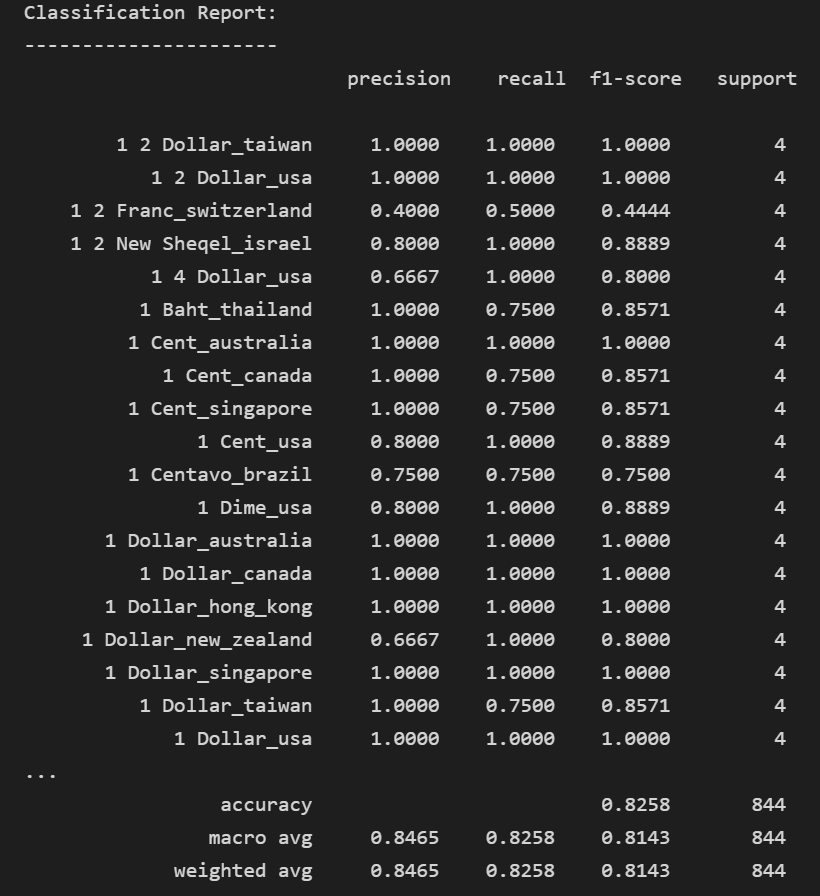 Classification Report:
-----------------------
precision recall f1-score support
1 2 Dollar_taiwan 1.0000 1.0000 1.0000 4
1 2 Dollar_usa 1.0000 1.0000 1.0000 4
1 2 Franc_switzerland 0.4000 0.5000 0.4444 4
1 2 New Sheqel_israel 0.8000 1.0000 0.8889 4
1 4 Dollar_usa 0.6667 1.0000 0.8000 4
1 Baht_thailand 1.0000 0.7500 0.8571 4
1 Cent_australia 1.0000 1.0000 1.0000 4
1 Cent_canada 1.0000 0.7500 0.8571 4
1 Cent_singapore 1.0000 0.7500 0.8571 4
1 Cent_usa 0.8000 1.0000 0.8889 4
1 Centavo_brazil 0.7500 0.7500 0.7500 4
1 Dime_usa 0.8000 1.0000 0.8889 4
1 Dollar_australia 1.0000 1.0000 1.0000 4
1 Dollar_canada 1.0000 1.0000 1.0000 4
1 Dollar_hong_kong 1.0000 1.0000 1.0000 4
1 Dollar_new_zealand 0.6667 1.0000 0.8000 4
1 Dollar_singapore 1.0000 1.0000 1.0000 4
1 Dollar_taiwan 1.0000 0.7500 0.8571 4
1 Dollar_usa 1.0000 1.0000 1.0000 4
...
accuracy 0.8258 844
macro avg 0.8465 0.8258 0.8143 844
weighted avg 0.8465 0.8258 0.8143 844